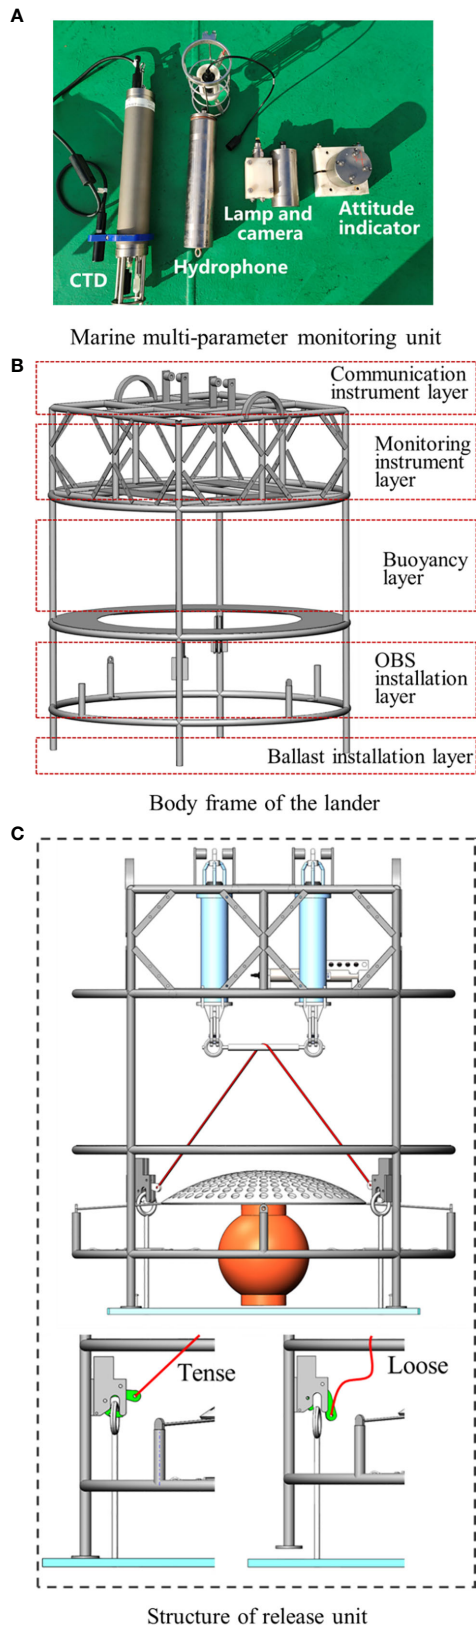 A
CTD
Hydrophone
Lamp and
camera
Attitude
indicator
Marine multi-parameter monitoring unit
B
Communication
instrument layer
Monitoring
instrument
layer
Buoyancy
layer
OBS
installation
layer
Ballast installation layer
Body frame of the lander
C
Tense
Loose
Structure of release unit